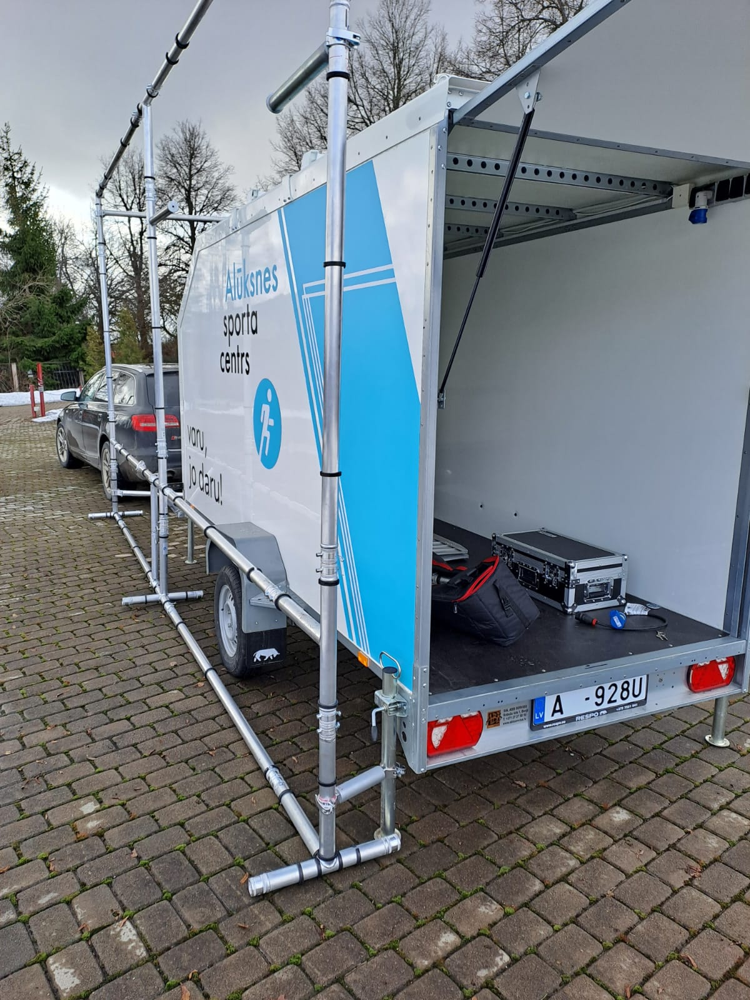 Alūksnes
sporta
centrs
varu,
jo daru!
LV
A -928U
RESPO